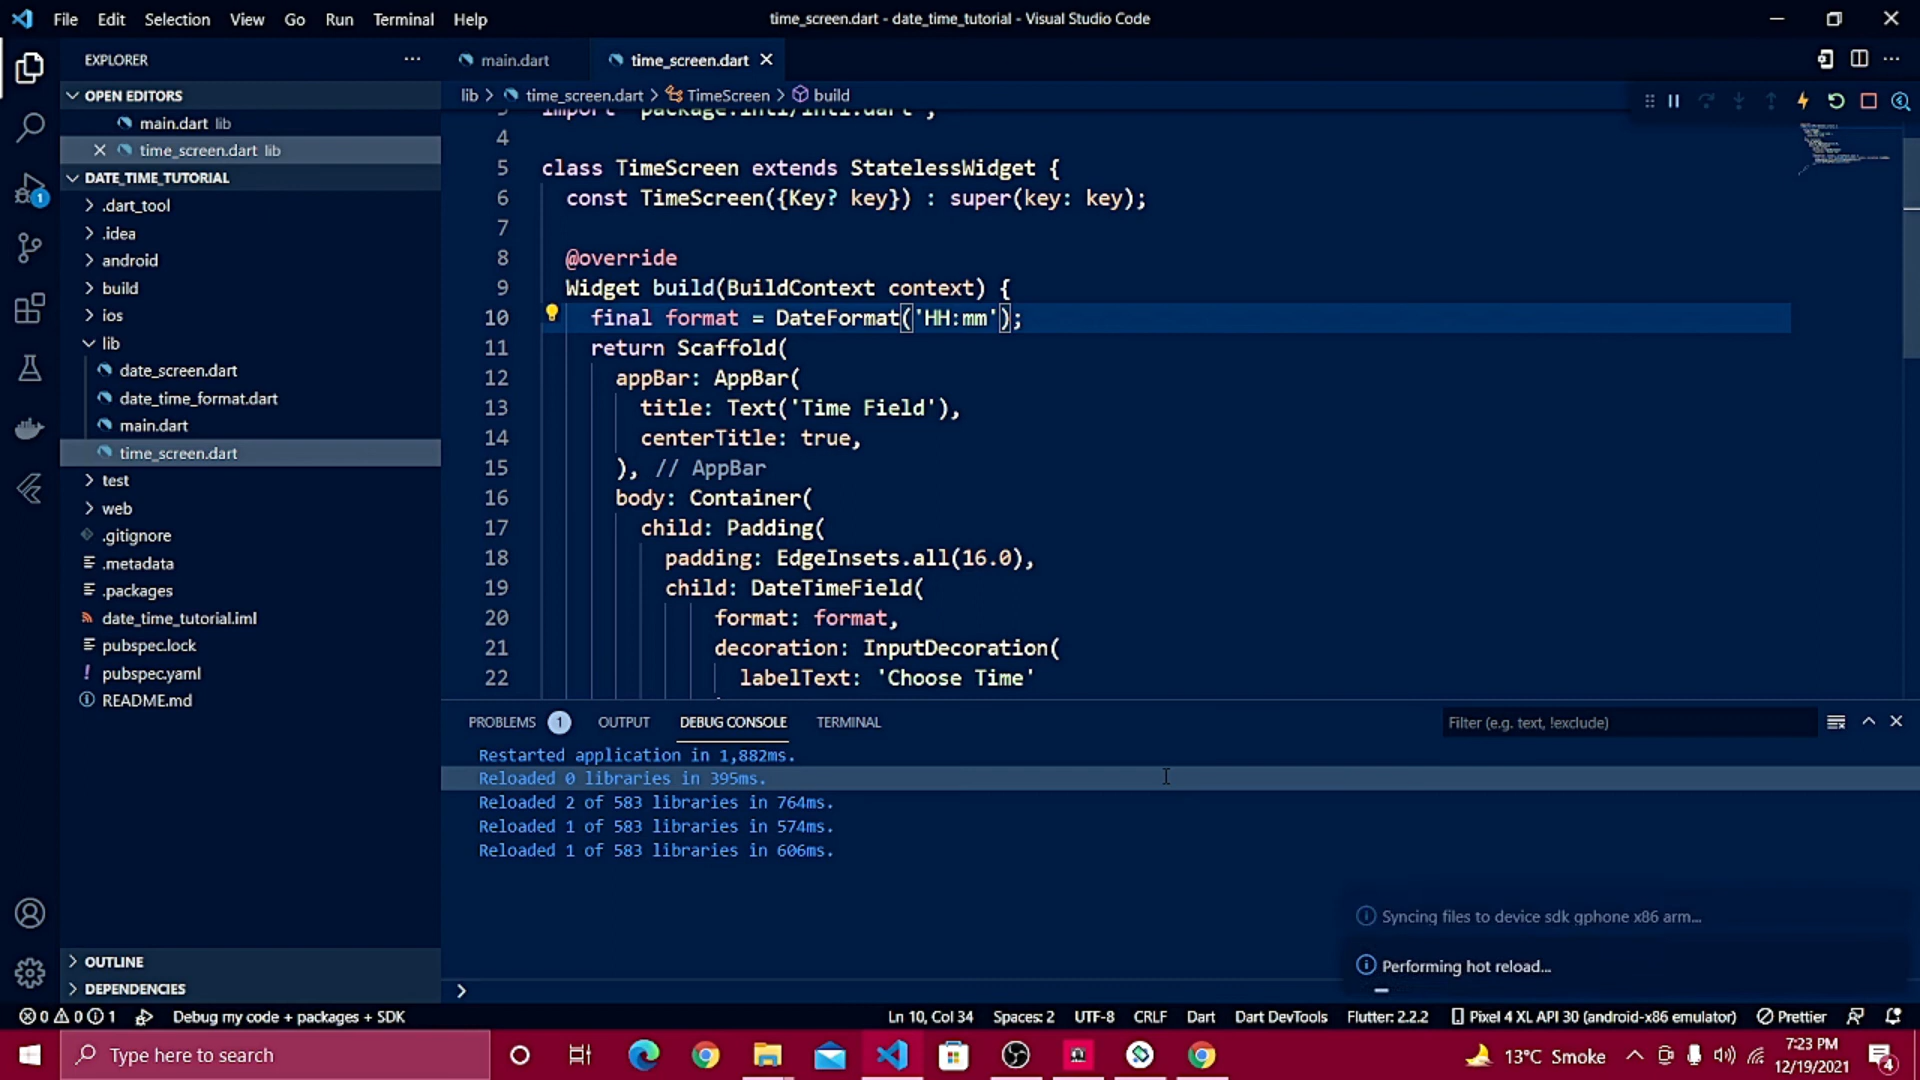 File Edit Selection View Go Run Terminal Help
time_screen.dart - date_time_tutorial - Visual Studio Code
EXPLORER
OPEN EDITORS
main.dart lib
time_screen.dart lib
DATE_TIME_TUTORIAL
.dart_tool
.idea
android
build
ios
lib
date_screen.dart
date_time_format.dart
main.dart
time_screen.dart
test
web
.gitignore
.metadata
.packages
date_time_tutorial.iml
pubspec.lock
pubspec.yaml
README.md
OUTLINE
DEPENDENCIES
main.dart time_screen.dart
lib > time_screen.dart > TimeScreen > build
3 import 'package:intl/intl.dart';
4
5 class TimeScreen extends StatelessWidget {
6 const TimeScreen({Key? key}) : super(key: key);
7
8 @override
9 Widget build(BuildContext context) {
10 final format = DateFormat('HH:mm');
11 return Scaffold(
12 appBar: AppBar(
13 title: Text('Time Field'),
14 centerTitle: true,
15 ), // AppBar
16 body: Container(
17 child: Padding(
18 padding: EdgeInsets.all(16.0),
19 child: DateTimeField(
20 format: format,
21 decoration: InputDecoration(
22 labelText: 'Choose Time'
PROBLEMS 1 OUTPUT DEBUG CONSOLE TERMINAL
Filter (e.g. text, !exclude)
Restarted application in 1,882ms.
Reloaded 0 libraries in 395ms.
Reloaded 2 of 583 libraries in 764ms.
Reloaded 1 of 583 libraries in 574ms.
Reloaded 1 of 583 libraries in 606ms.
Syncing files to device sdk gphone x86 arm...
Performing hot reload...
0 0 1 Debug my code + packages + SDK
Ln 10, Col 34 Spaces: 2 UTF-8 CRLF Dart Dart DevTools Flutter: 2.2.2 Pixel 4 XL API 30 (android-x86 emulator) Prettier
Type here to search
13°C Smoke
7:23 PM
12/19/2021
4
1